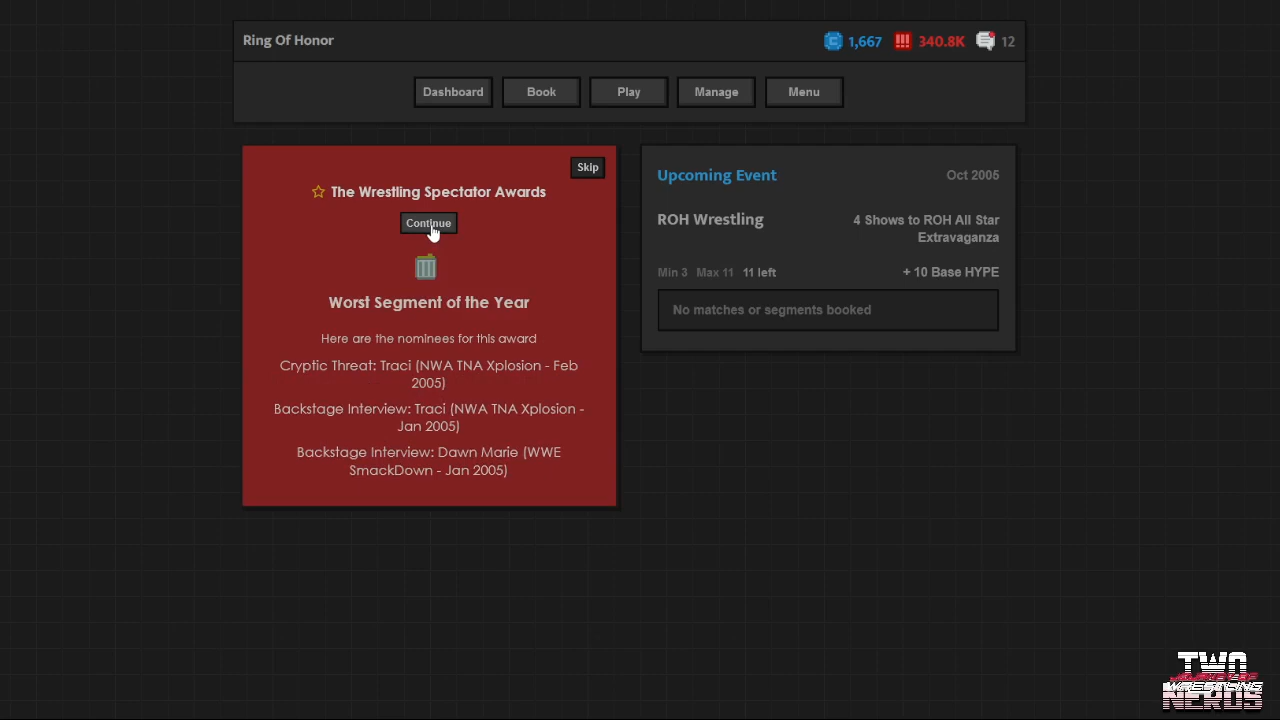 Ring Of Honor
1,667
340.8K
12
Dashboard
Book
Play
Manage
Menu
Skip
The Wrestling Spectator Awards
Continue
Worst Segment of the Year
Here are the nominees for this award
Cryptic Threat: Traci (NWA TNA Xplosion - Feb
2005)
Backstage Interview: Traci (NWA TNA Xplosion -
Jan 2005)
Backstage Interview: Dawn Marie (WWE
SmackDown - Jan 2005)
Upcoming Event
Oct 2005
ROH Wrestling
4 Shows to ROH All Star
Extravaganza
Min 3 Max 11 11 left
+ 10 Base HYPE
No matches or segments booked
TWO
WRESTLING
NERDS